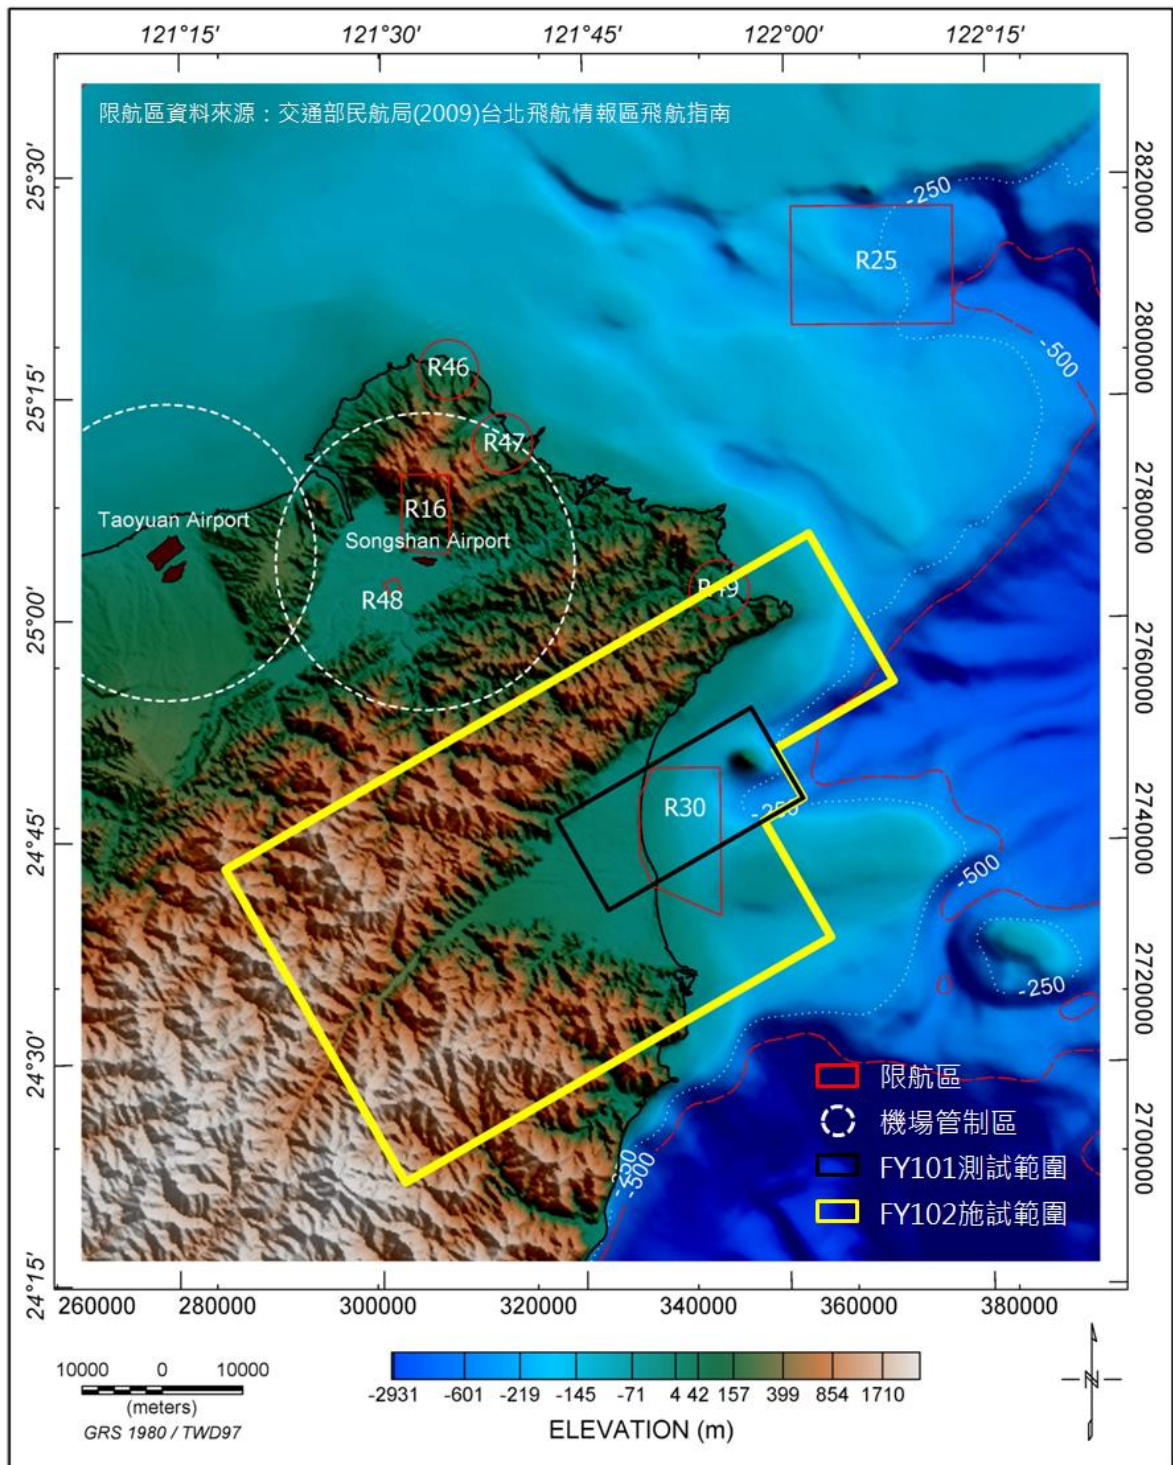 121°15' 121°30' 121°45' 122°00' 122°15'
限航區資料來源：交通部民航局(2009)台北飛航情報區飛航指南
25°30'
2820000
-250
R25
2800000
-500
R46
25°15'
R47
2780000
R16
Taoyuan Airport
Songshan Airport
R49
R48
25°00'
2760000
R30
-250
2740000
24°45'
-500
2720000
-250
24°30'
限航區
機場管制區
2700000
-250
-500
FY101測試範圍
FY102施試範圍
24°15'
260000 280000 300000 320000 340000 360000 380000
10000 0 10000
(meters)
GRS 1980 / TWD97
-2931 -601 -219 -145 -71 4 42 157 399 854 1710
ELEVATION (m)
N